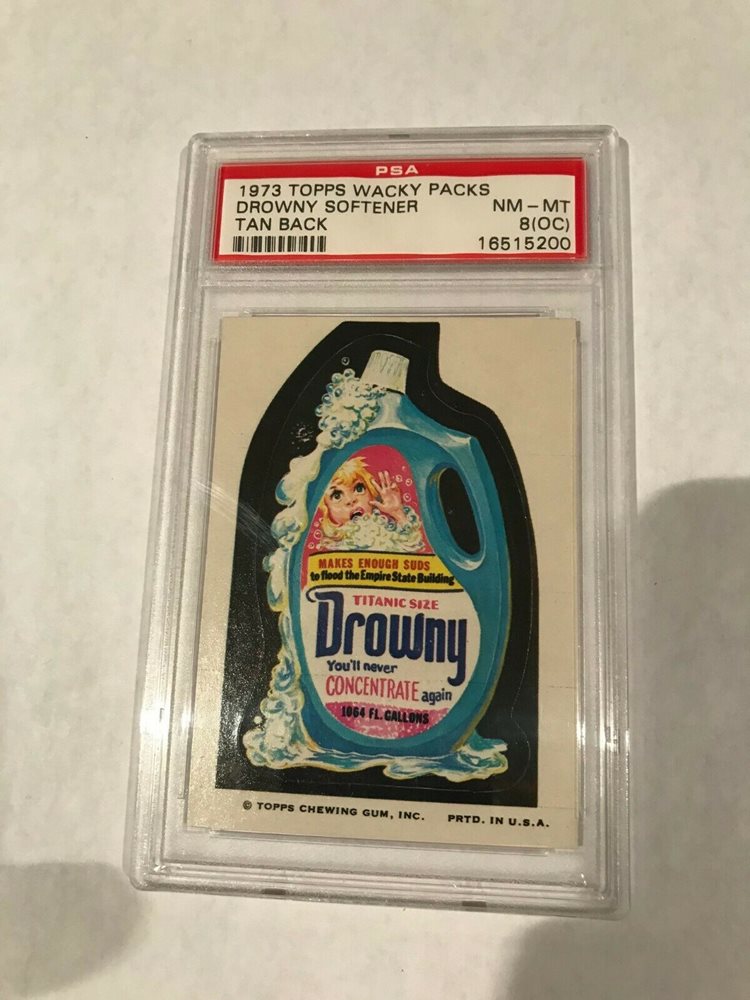 PSA
1973 TOPPS WACKY PACKS
DROWNY SOFTENER NM-MT
TAN BACK 8(OC)
16515200
MAKES ENOUGH SUDS
to flood the Empire State Building
TITANIC SIZE
Drowny
You'll never
CONCENTRATE again
1064 FL. GALLONS
© TOPPS CHEWING GUM, INC. PRTD. IN U.S.A.